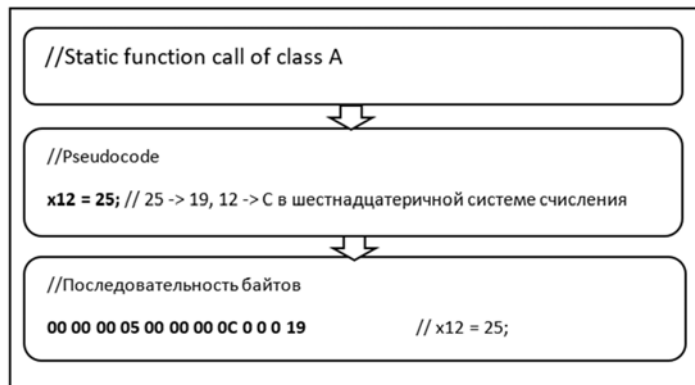 //Static function call of class A
//Pseudocode
x12 = 25; // 25 -> 19, 12 -> C в шестнадцатеричной системе счисления
//Последовательность байтов
00 00 00 05 00 00 00 0C 0 0 0 19 // x12 = 25;